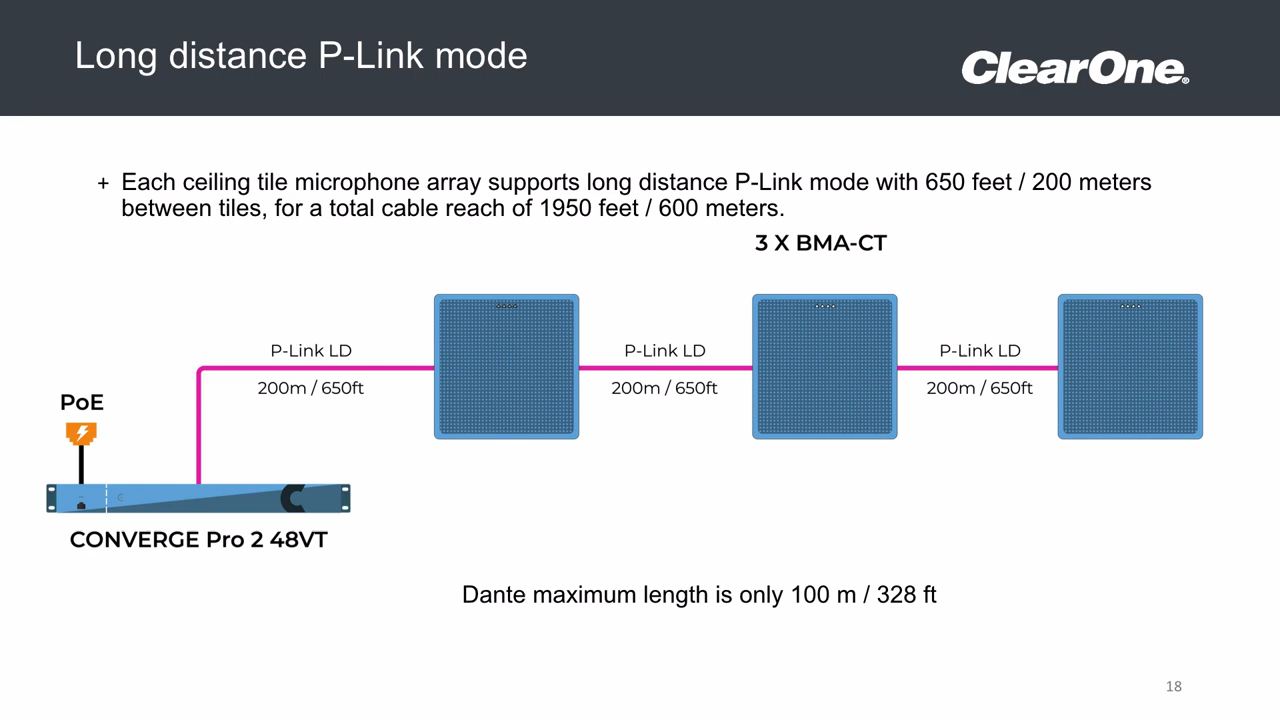 Long distance P-Link mode
ClearOne®
+ Each ceiling tile microphone array supports long distance P-Link mode with 650 feet / 200 meters
between tiles, for a total cable reach of 1950 feet / 600 meters.
3 X BMA-CT
P-Link LD
200m / 650ft
P-Link LD
200m / 650ft
P-Link LD
200m / 650ft
PoE
CONVERGE Pro 2 48VT
Dante maximum length is only 100 m / 328 ft
18